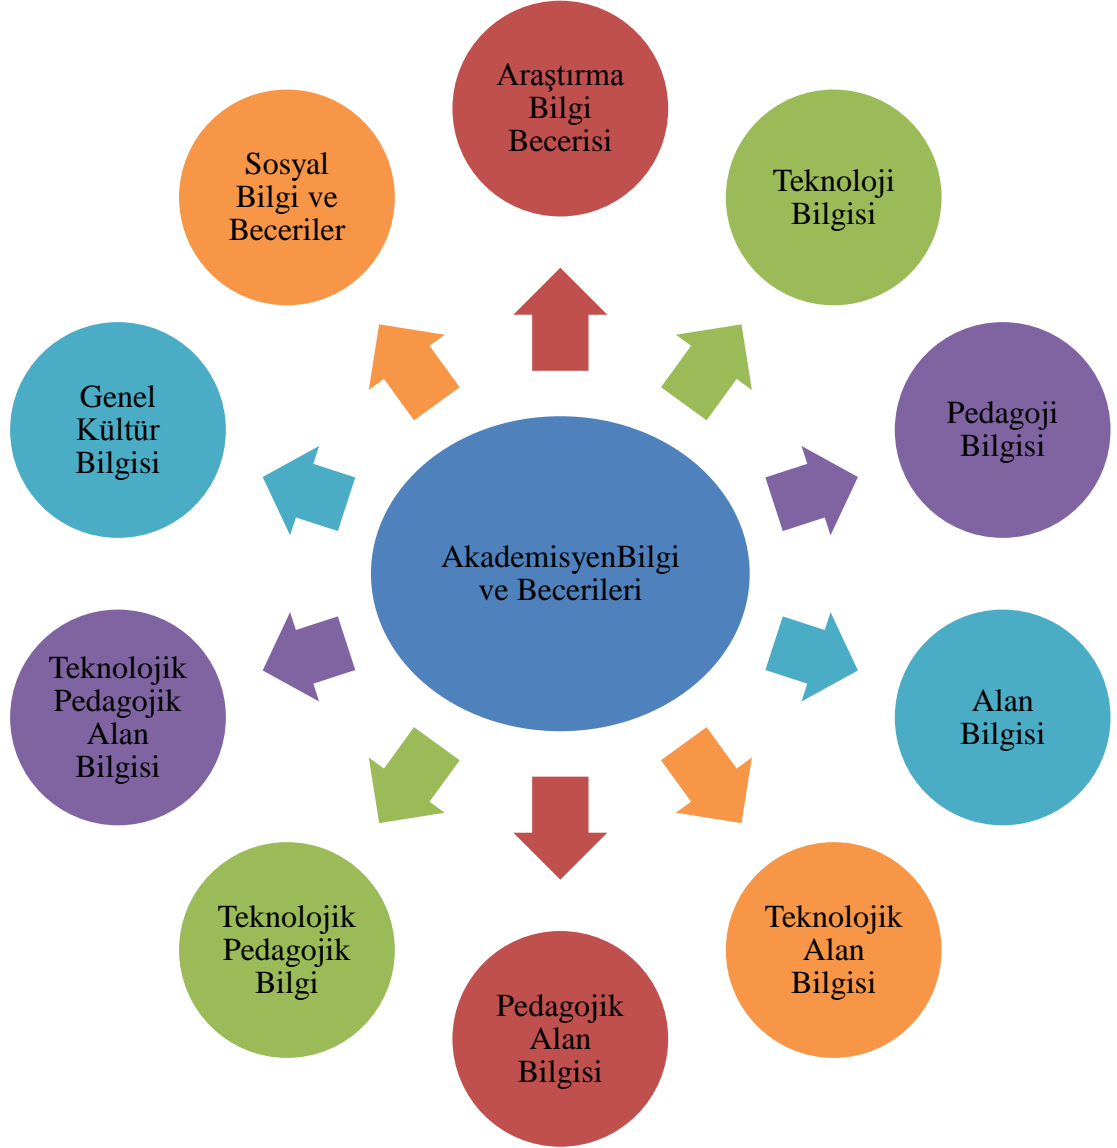 Araştırma
Bilgi
Becerisi
Teknoloji
Bilgisi
Pedagoji
Bilgisi
Alan
Bilgisi
Teknolojik
Alan
Bilgisi
Pedagojik
Alan
Bilgisi
Teknolojik
Pedagojik
Bilgi
Teknolojik
Pedagojik
Alan
Bilgisi
Genel
Kültür
Bilgisi
Sosyal
Bilgi ve
Beceriler
AkademisyenBilgi
ve Becerileri